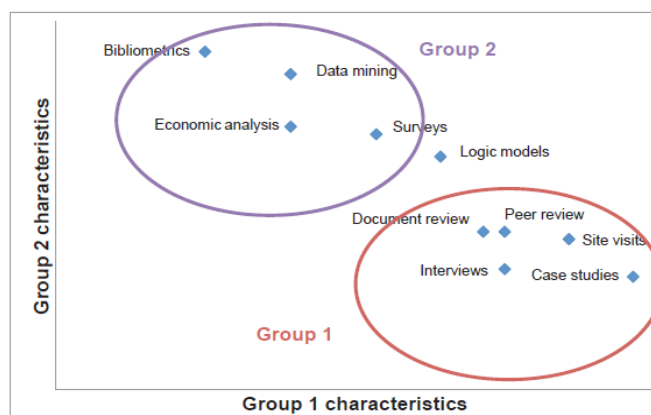 Bibliometrics
Group 2
Data mining
Economic analysis
Surveys
Logic models
Document review
Peer review
Site visits
Interviews
Case studies
Group 1
Group 2 characteristics
Group 1 characteristics